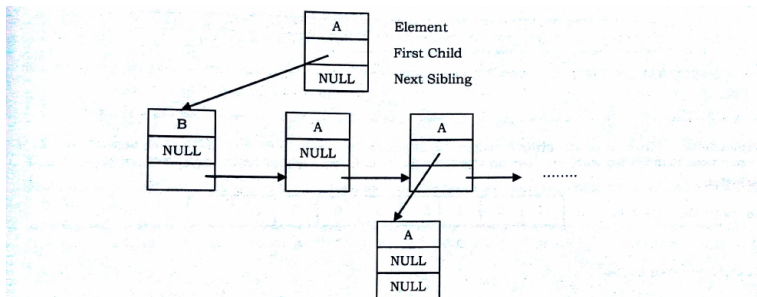 A Element
First Child
NULL Next Sibling
B A A
NULL NULL
........
A
NULL
NULL